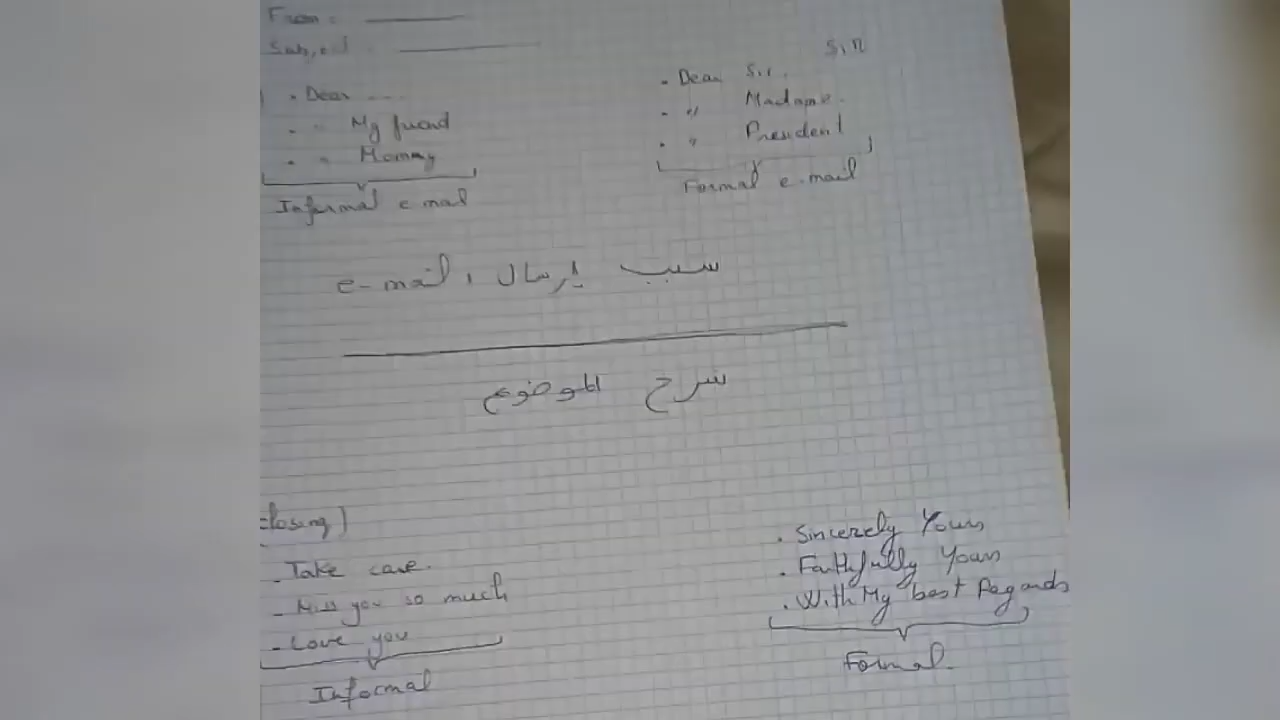 From:
Subject:
Sir
. Dear ....
. " My friend
. " Mommy
Informal e mail
. Dear Sir.
. " Madame.
. " President
Formal e-mail
سبب إرسال ا e-mail
شرح الموضوع
closing)
- Take care.
- Miss you so much
- Love you
Informal
. Sincerely Yours
. Faithfully Yours
. With My best Regards
Formal